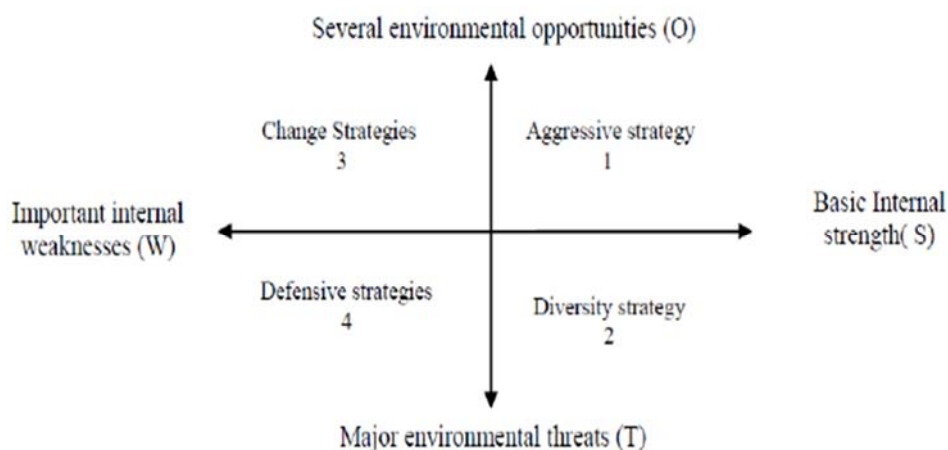 Several environmental opportunities (O)
Change Strategies
3
Aggressive strategy
1
Important internal
weaknesses (W)
Basic Internal
strength( S)
Defensive strategies
4
Diversity strategy
2
Major environmental threats (T)